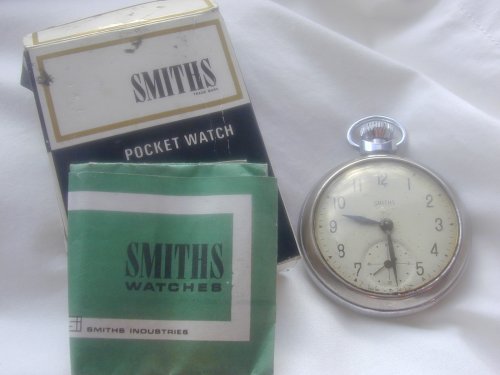 SMITHS
TRADE MARK
POCKET WATCH
SMITHS
WATCHES
SMITHS INDUSTRIES
12
11
1
10
2
SMITHS
9
3
8
4
7
5